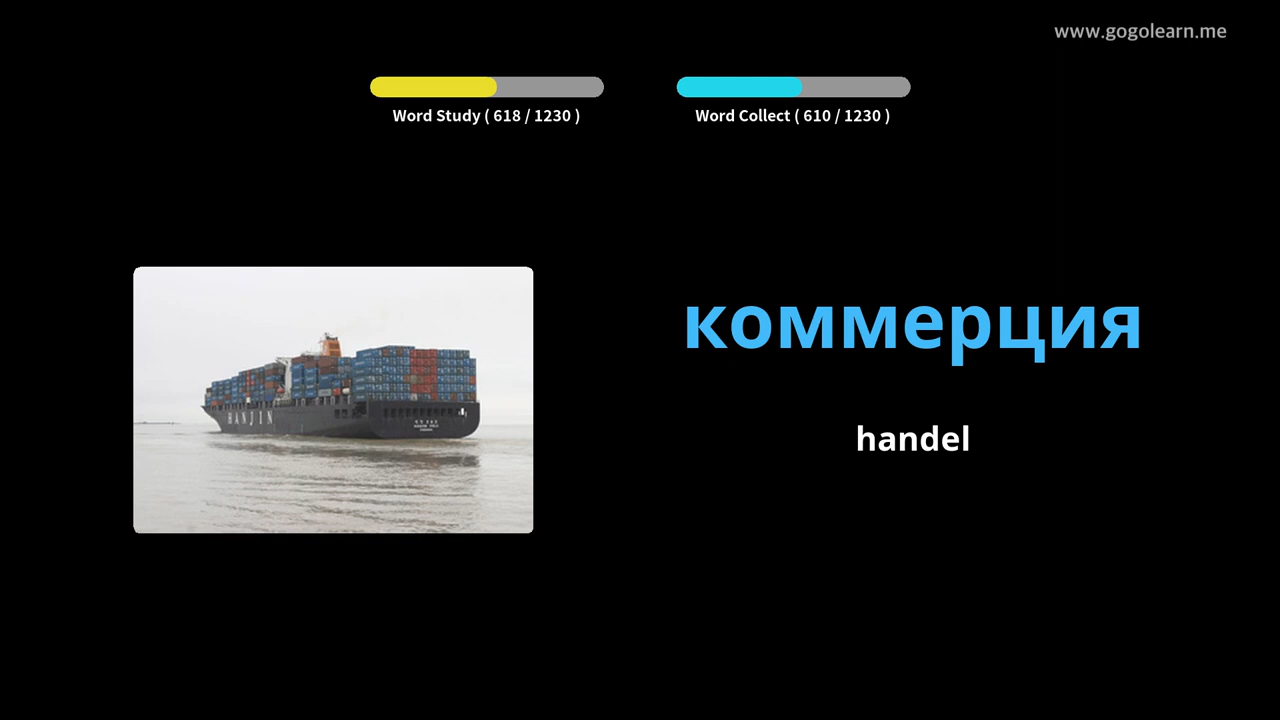 www.gogolearn.me
Word Study ( 618 / 1230 )
Word Collect ( 610 / 1230 )
коммерция
handel
HANJIN